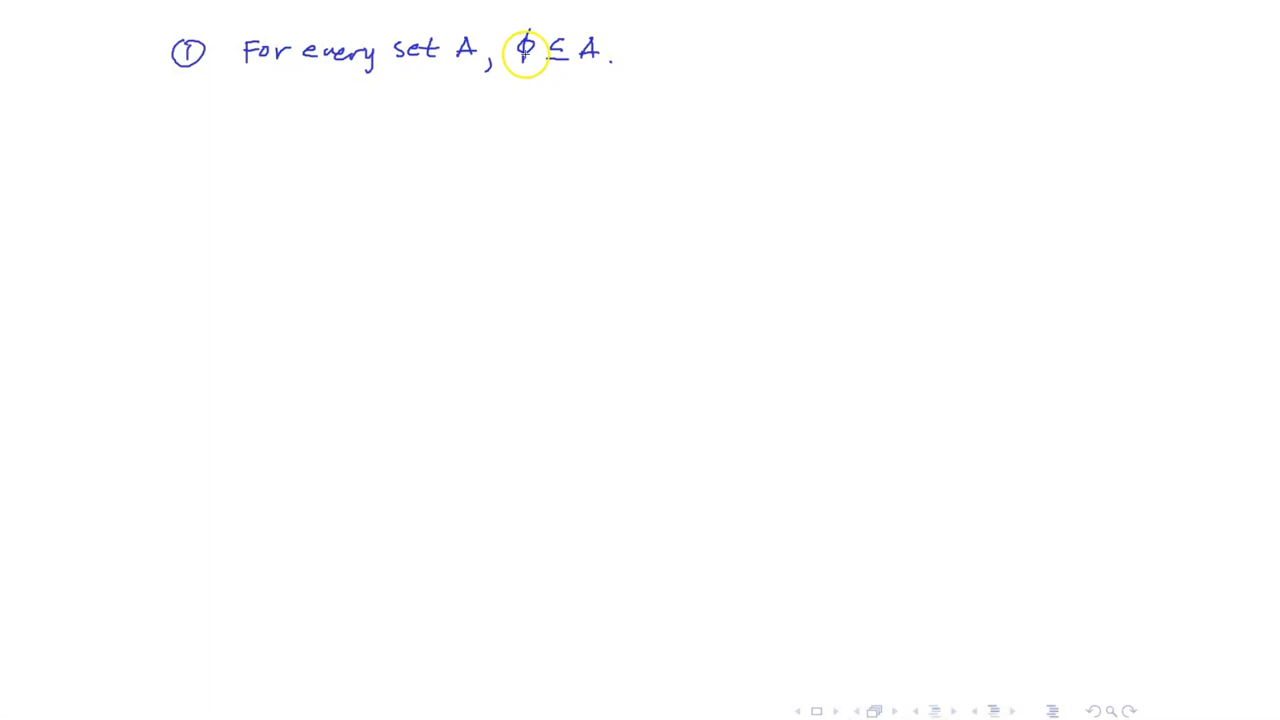 ① For every set A, ϕ ⊆ A.